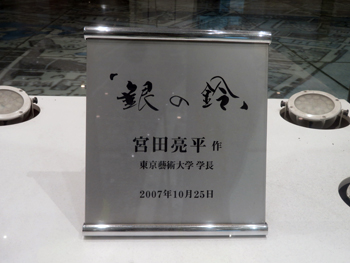 「銀の鈴」
宮田亮平 作
東京藝術大学 学長
2007年10月25日